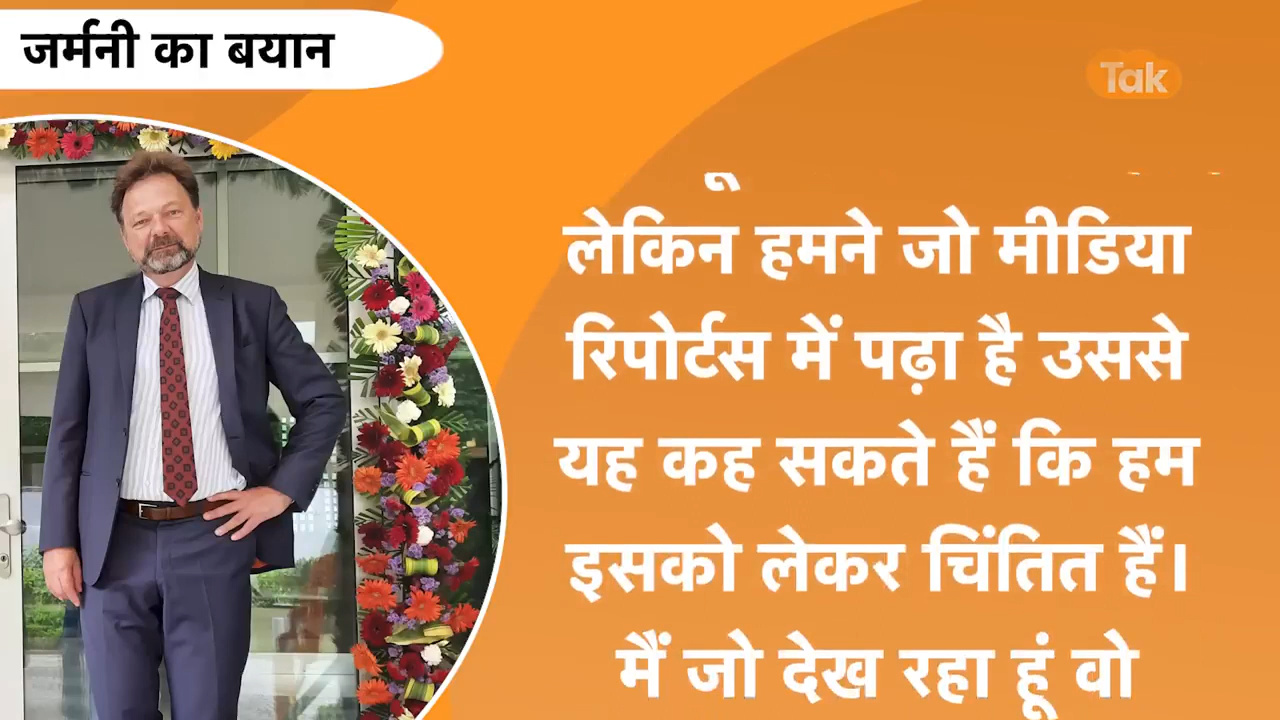 जर्मनी का बयान
Tak
लेकिन हमने जो मीडिया
रिपोर्टस में पढ़ा है उससे
यह कह सकते हैं कि हम
इसको लेकर चिंतित हैं।
मैं जो देख रहा हूं वो